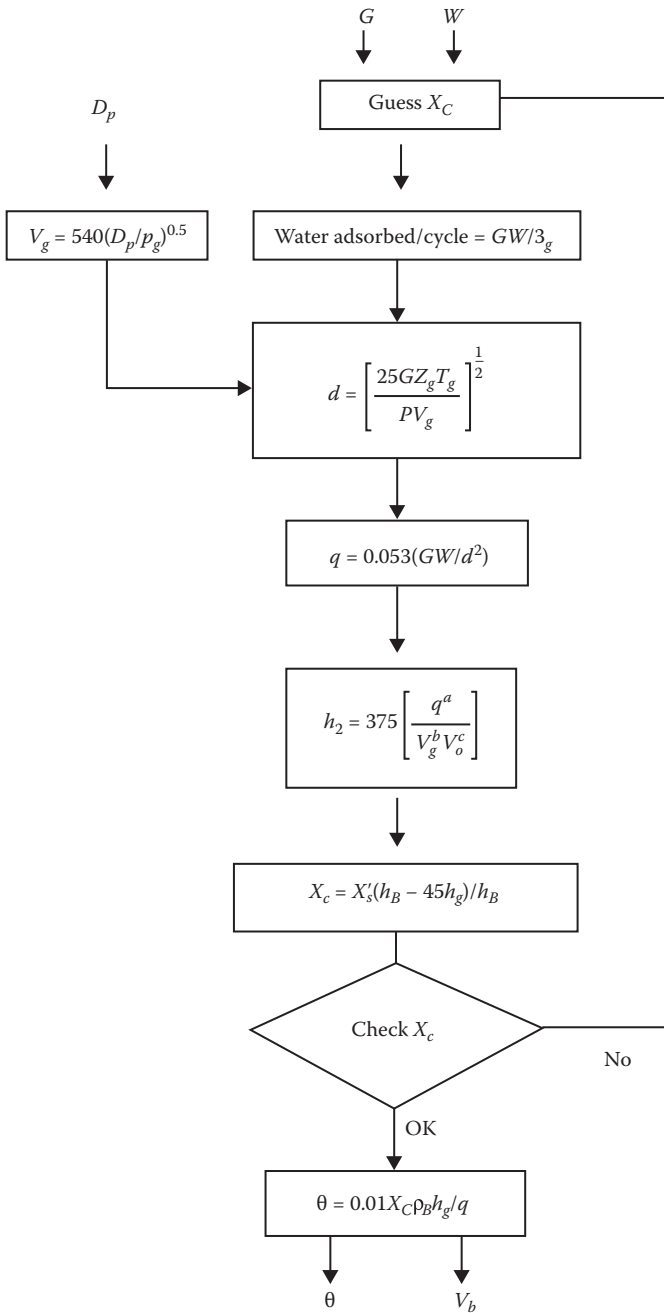 G W
Guess X_C
D_p
V_g = 540(D_p/p_g)^0.5
Water adsorbed/cycle = GW/3_g
d = [25GZ_gT_g / PV_g]^1/2
q = 0.053(GW/d^2)
h_2 = 375 [q^a / V_g^b V_o^c]
X_c = X'_s(h_B – 45h_g)/h_B
Check X_c
No
OK
θ = 0.01X_Cρ_Bh_g/q
θ V_b